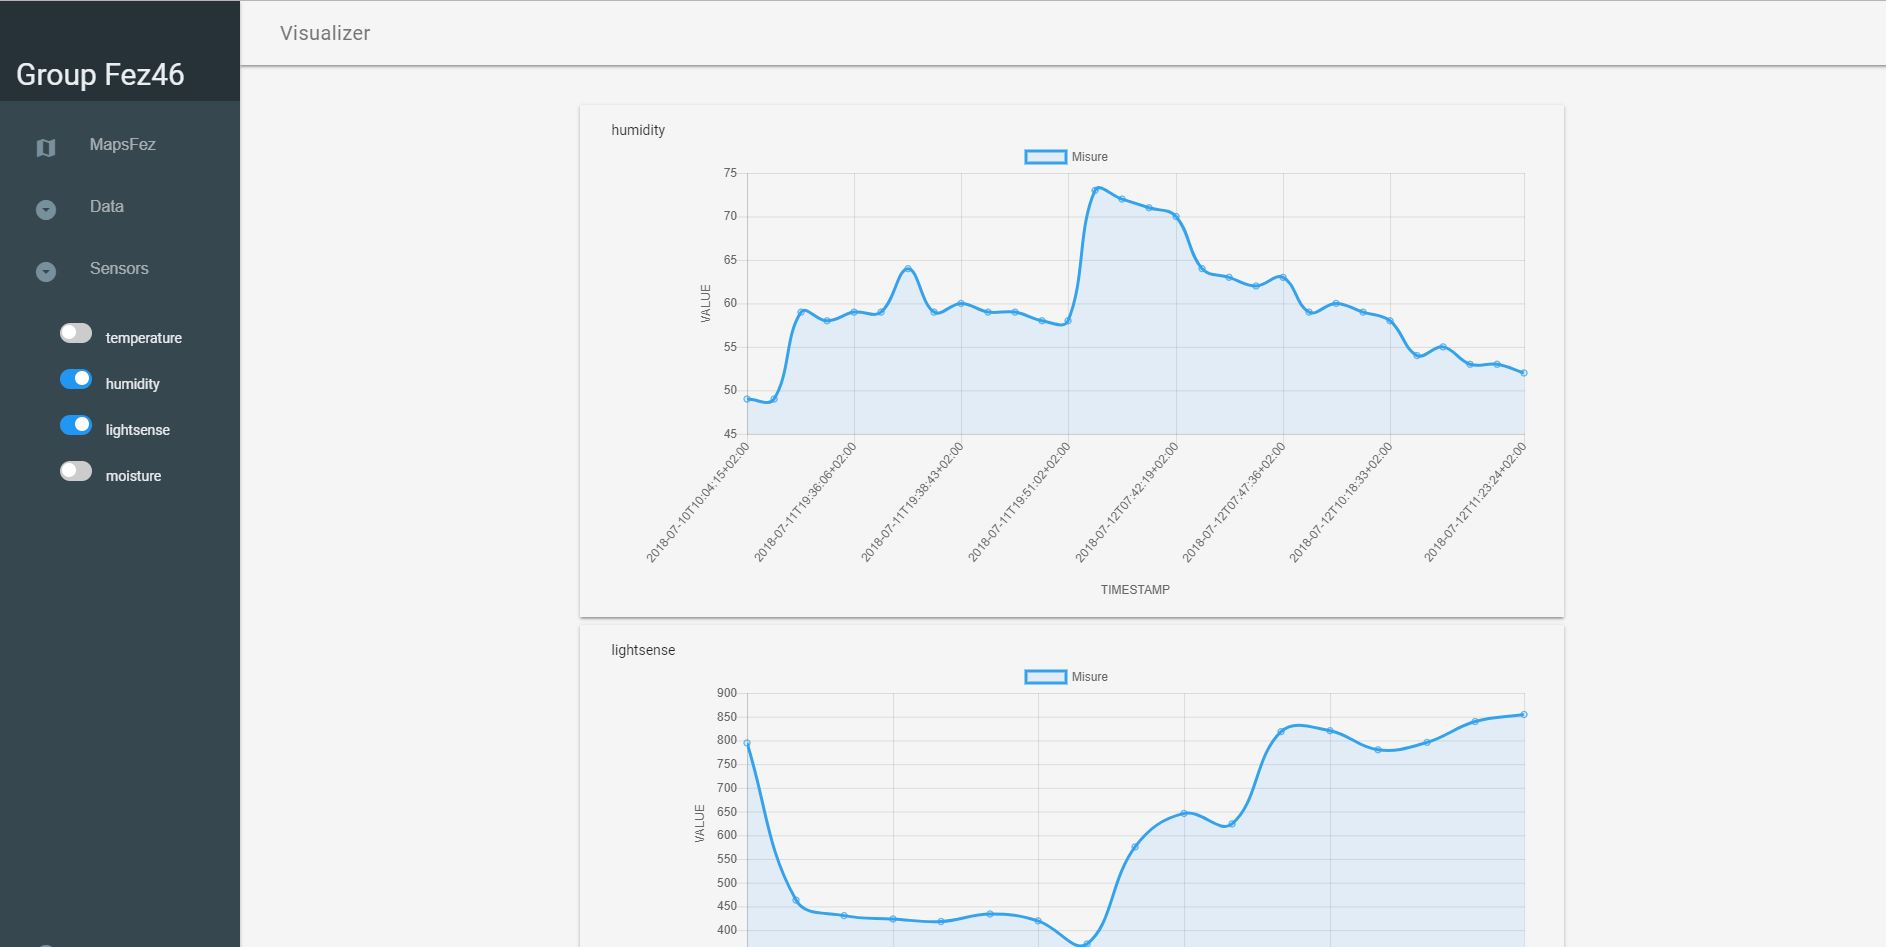 Visualizer
Group Fez46
MapsFez
Data
Sensors
temperature
humidity
lightsense
moisture
humidity
Misure
75
70
65
60
55
50
45
VALUE
2018-07-10T10:04:15+02:00
2018-07-11T19:36:06+02:00
2018-07-11T19:38:43+02:00
2018-07-11T19:51:02+02:00
2018-07-12T07:42:19+02:00
2018-07-12T07:47:36+02:00
2018-07-12T10:18:33+02:00
2018-07-12T11:23:24+02:00
TIMESTAMP
lightsense
Misure
900
850
800
750
700
650
600
550
500
450
400
VALUE